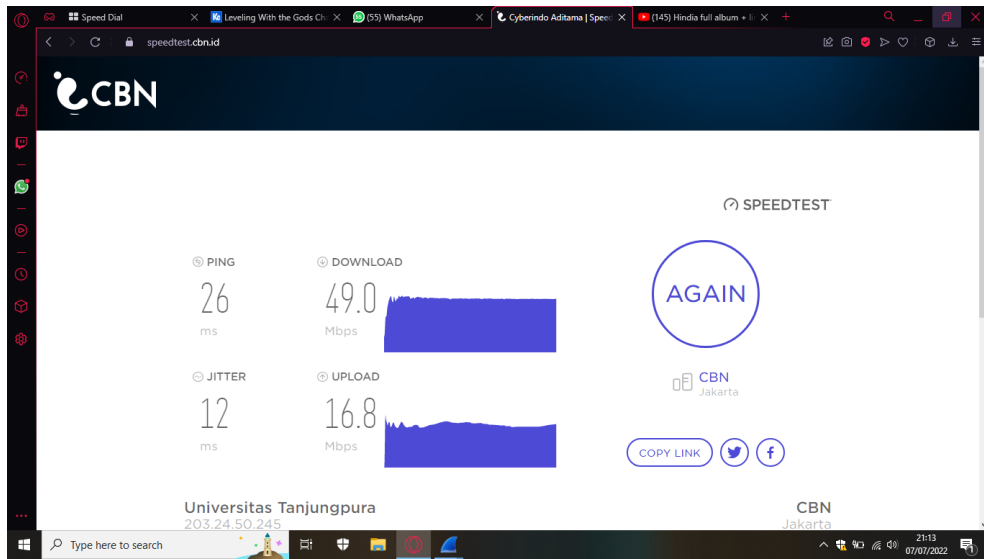 Speed Dial
Leveling With the Gods Ch
(55) WhatsApp
Cyberindo Aditama | Speed
(145) Hindia full album + li
speedtest.cbn.id
CBN
SPEEDTEST
PING
26
ms
DOWNLOAD
49.0
Mbps
AGAIN
JITTER
12
ms
UPLOAD
16.8
Mbps
CBN
Jakarta
COPY LINK
Universitas Tanjungpura
203.24.50.245
CBN
Jakarta
Type here to search
21:13
07/07/2022